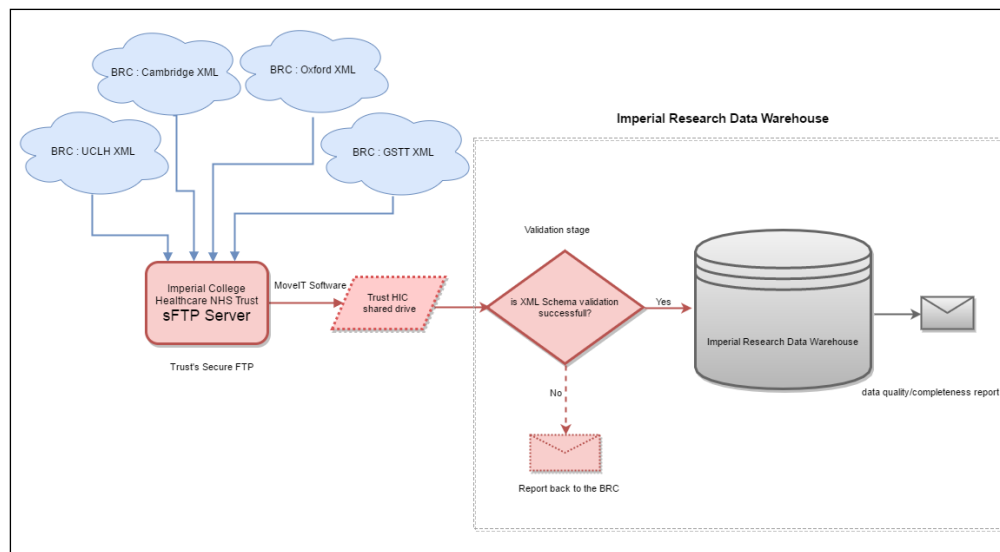 BRC : Cambridge XML
BRC : Oxford XML
BRC : UCLH XML
BRC : GSTT XML
Imperial Research Data Warehouse
Validation stage
Imperial College
Healthcare NHS Trust
sFTP Server
MoveIT Software
Trust HIC
shared drive
is XML Schema validation
successfull?
Yes
Imperial Research Data Warehouse
Trust's Secure FTP
No
data quality/completeness report
Report back to the BRC